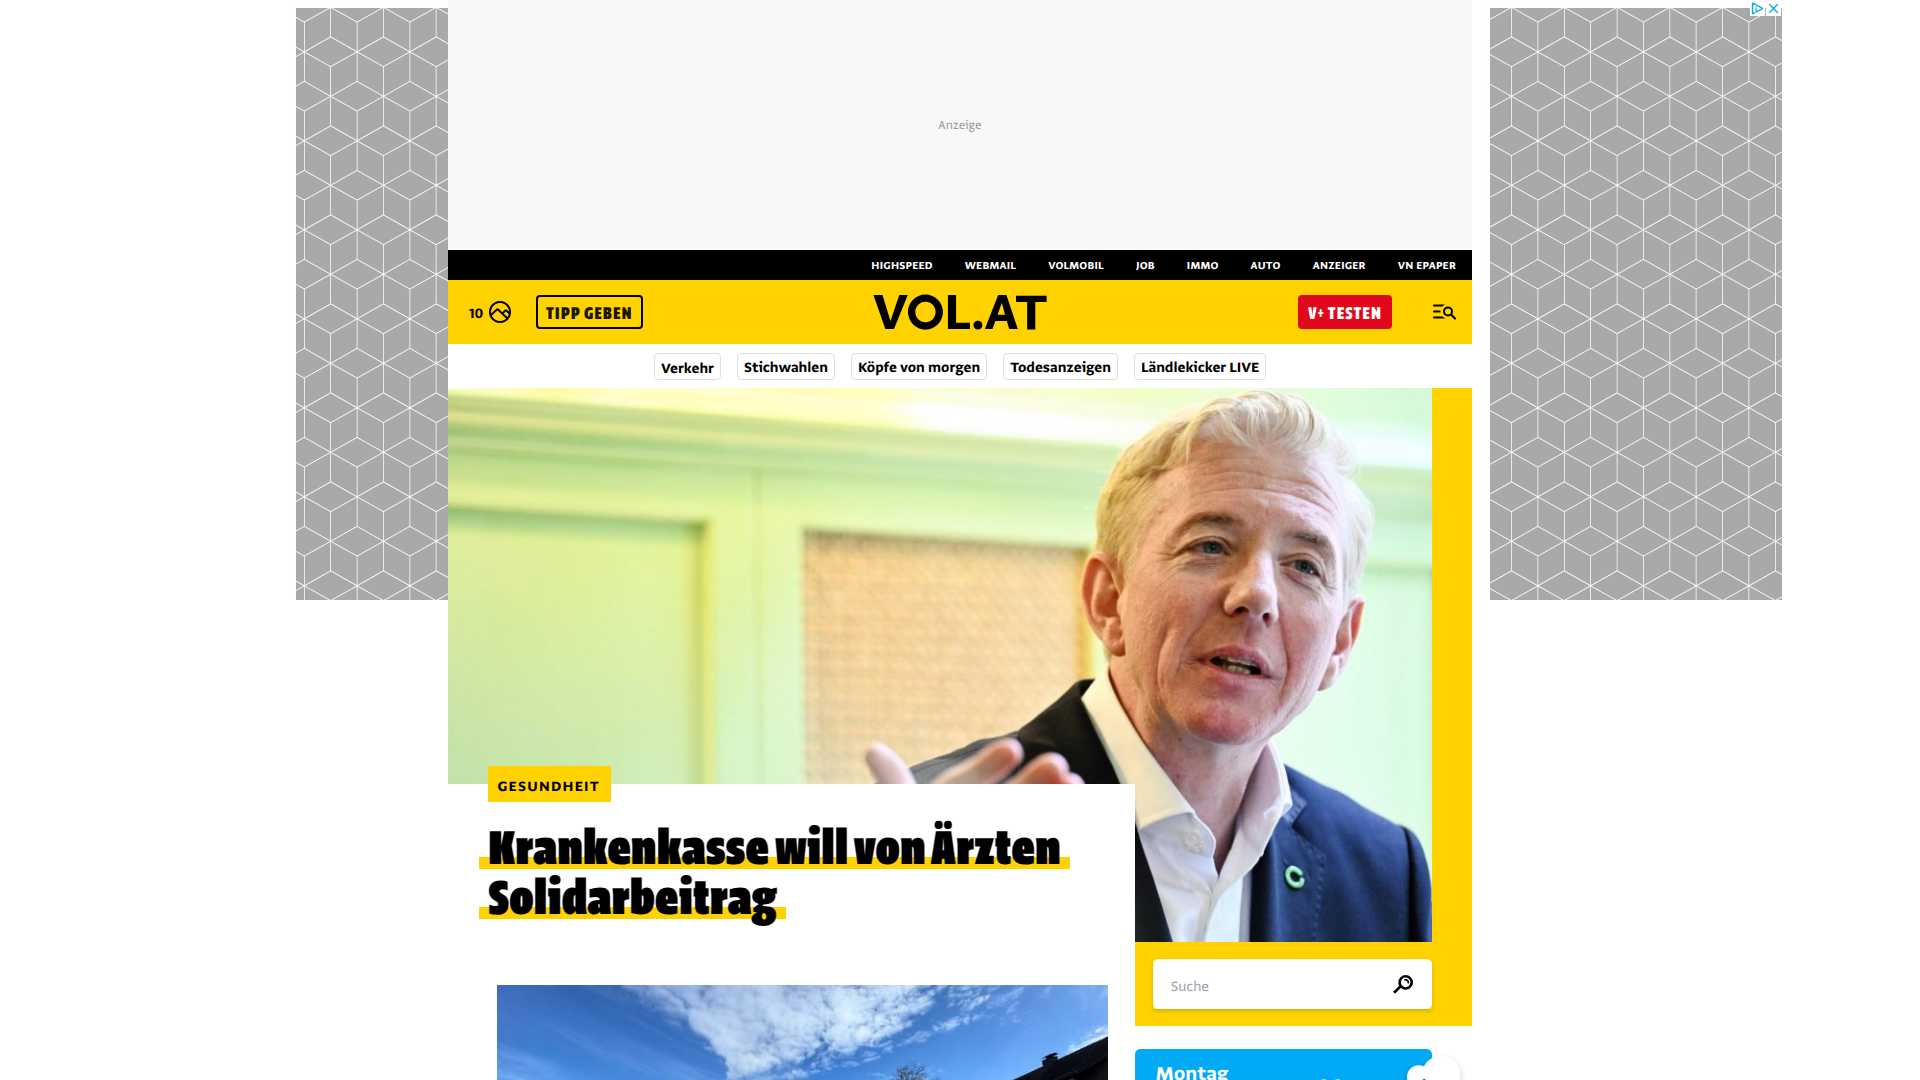 Anzeige
HIGHSPEED WEBMAIL VOLMOBIL JOB IMMO AUTO ANZEIGER VN EPAPER
10 TIPP GEBEN VOL.AT V+ TESTEN
Verkehr Stichwahlen Köpfe von morgen Todesanzeigen Ländlekicker LIVE
GESUNDHEIT
Krankenkasse will von Ärzten
Solidarbeitrag
Suche
Montag